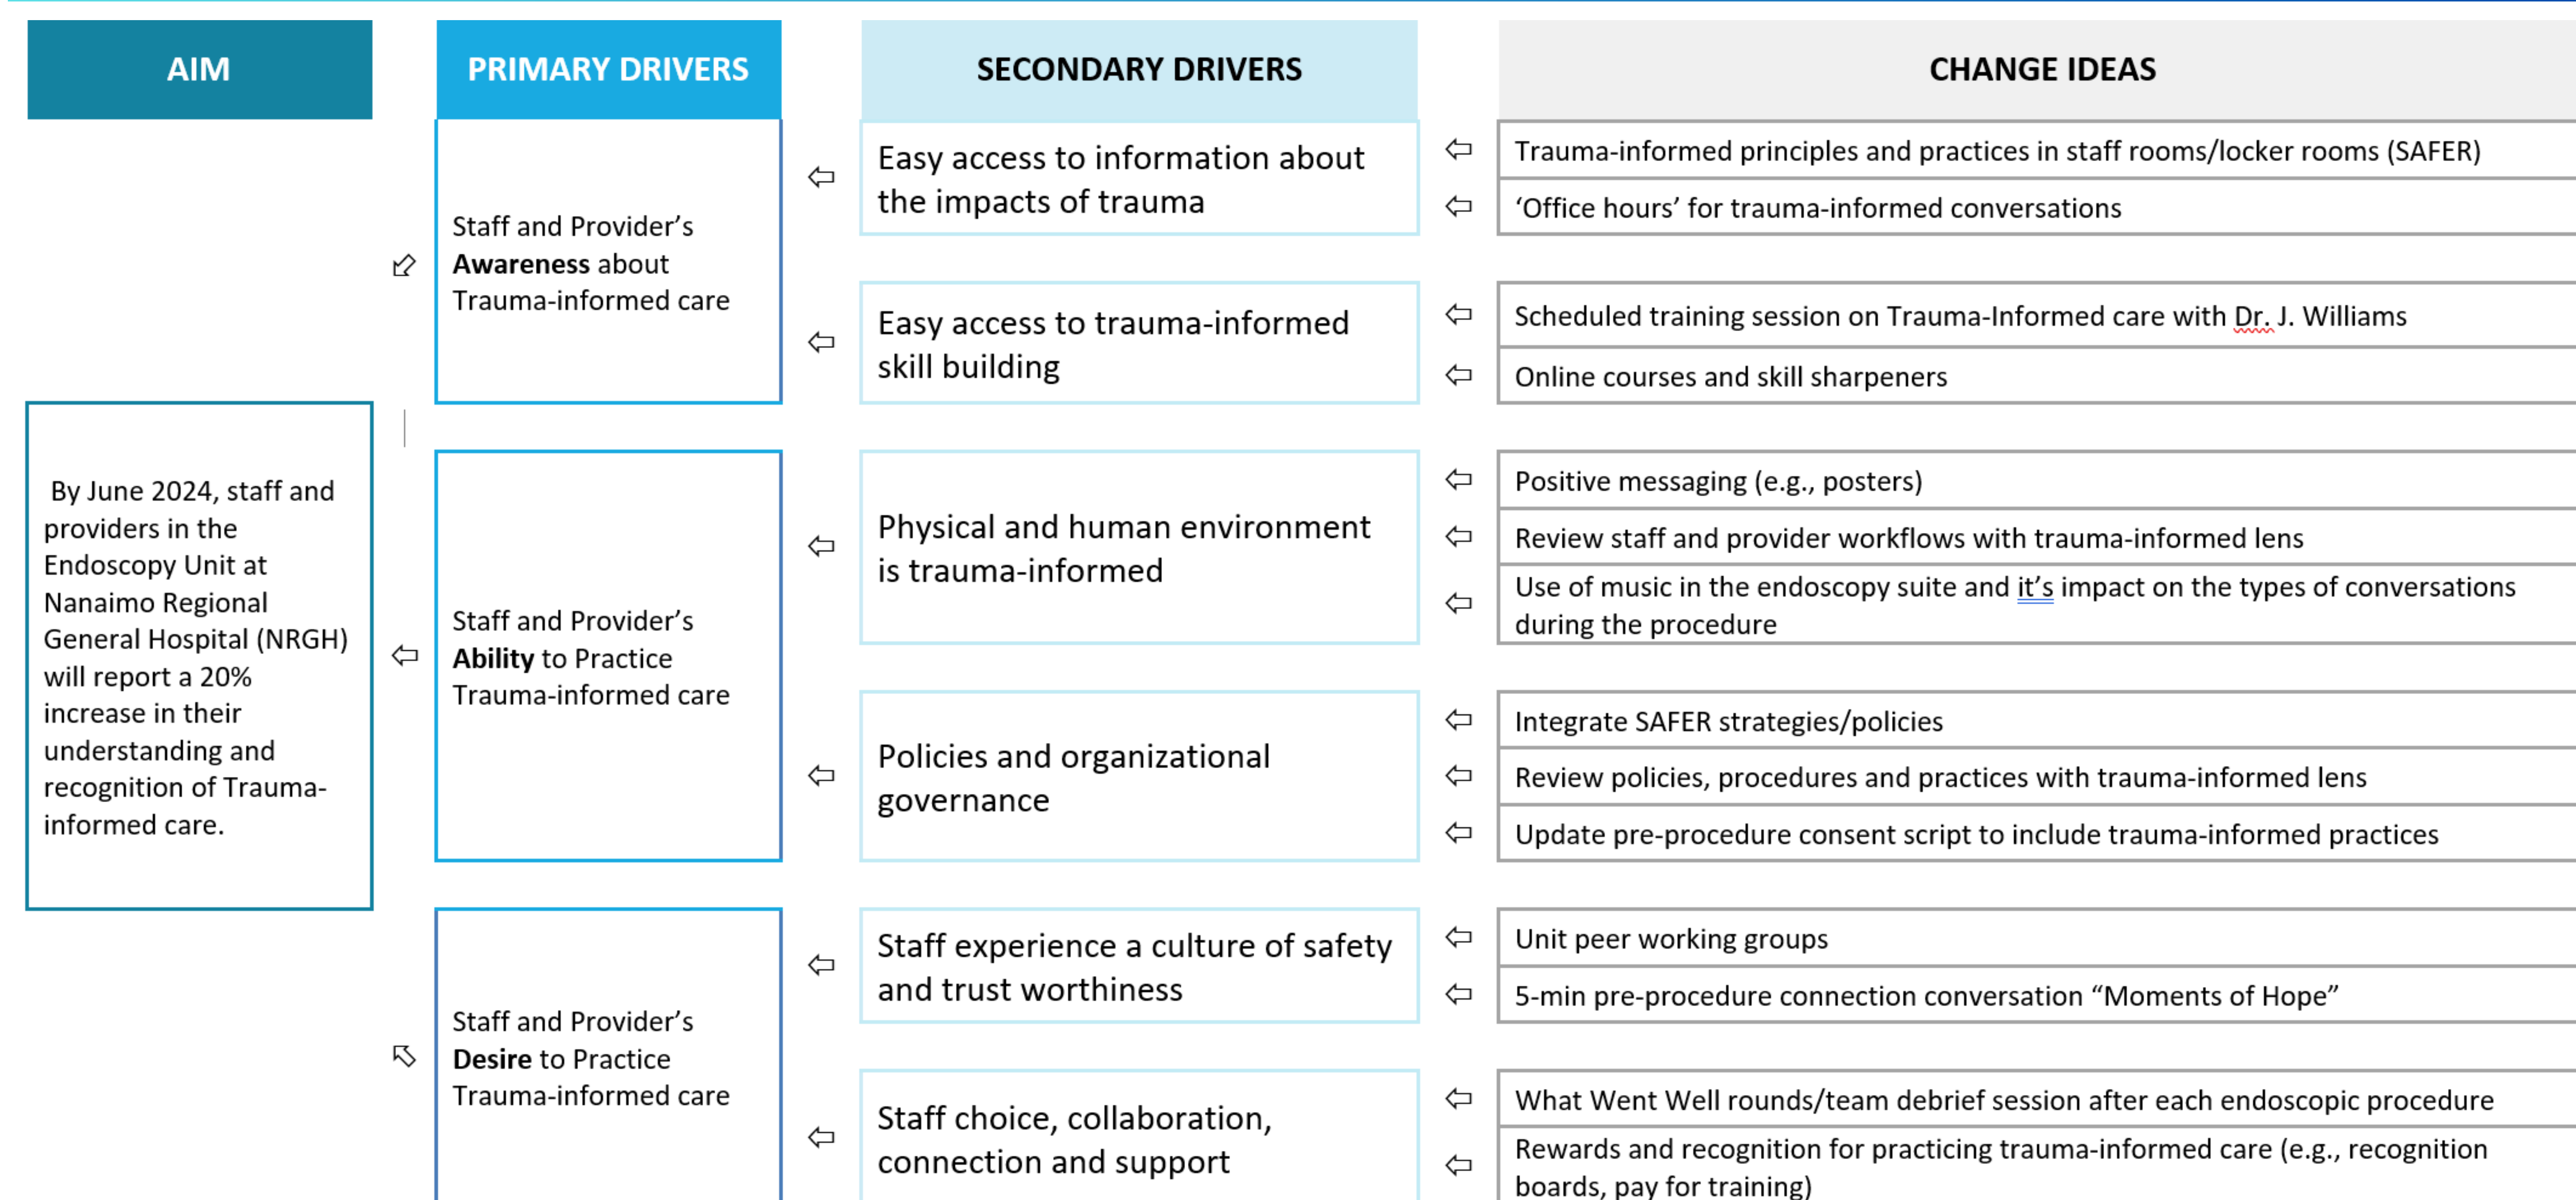 AIM
PRIMARY DRIVERS
SECONDARY DRIVERS
CHANGE IDEAS
By June 2024, staff and
providers in the
Endoscopy Unit at
Nanaimo Regional
General Hospital (NRGH)
will report a 20%
increase in their
understanding and
recognition of Trauma-
informed care.
Staff and Provider’s
Awareness about
Trauma-informed care
Easy access to information about
the impacts of trauma
Trauma-informed principles and practices in staff rooms/locker rooms (SAFER)
‘Office hours’ for trauma-informed conversations
Easy access to trauma-informed
skill building
Scheduled training session on Trauma-Informed care with Dr. J. Williams
Online courses and skill sharpeners
Staff and Provider’s
Ability to Practice
Trauma-informed care
Physical and human environment
is trauma-informed
Positive messaging (e.g., posters)
Review staff and provider workflows with trauma-informed lens
Use of music in the endoscopy suite and it’s impact on the types of conversations
during the procedure
Policies and organizational
governance
Integrate SAFER strategies/policies
Review policies, procedures and practices with trauma-informed lens
Update pre-procedure consent script to include trauma-informed practices
Staff and Provider’s
Desire to Practice
Trauma-informed care
Staff experience a culture of safety
and trust worthiness
Unit peer working groups
5-min pre-procedure connection conversation “Moments of Hope”
Staff choice, collaboration,
connection and support
What Went Well rounds/team debrief session after each endoscopic procedure
Rewards and recognition for practicing trauma-informed care (e.g., recognition
boards, pay for training)